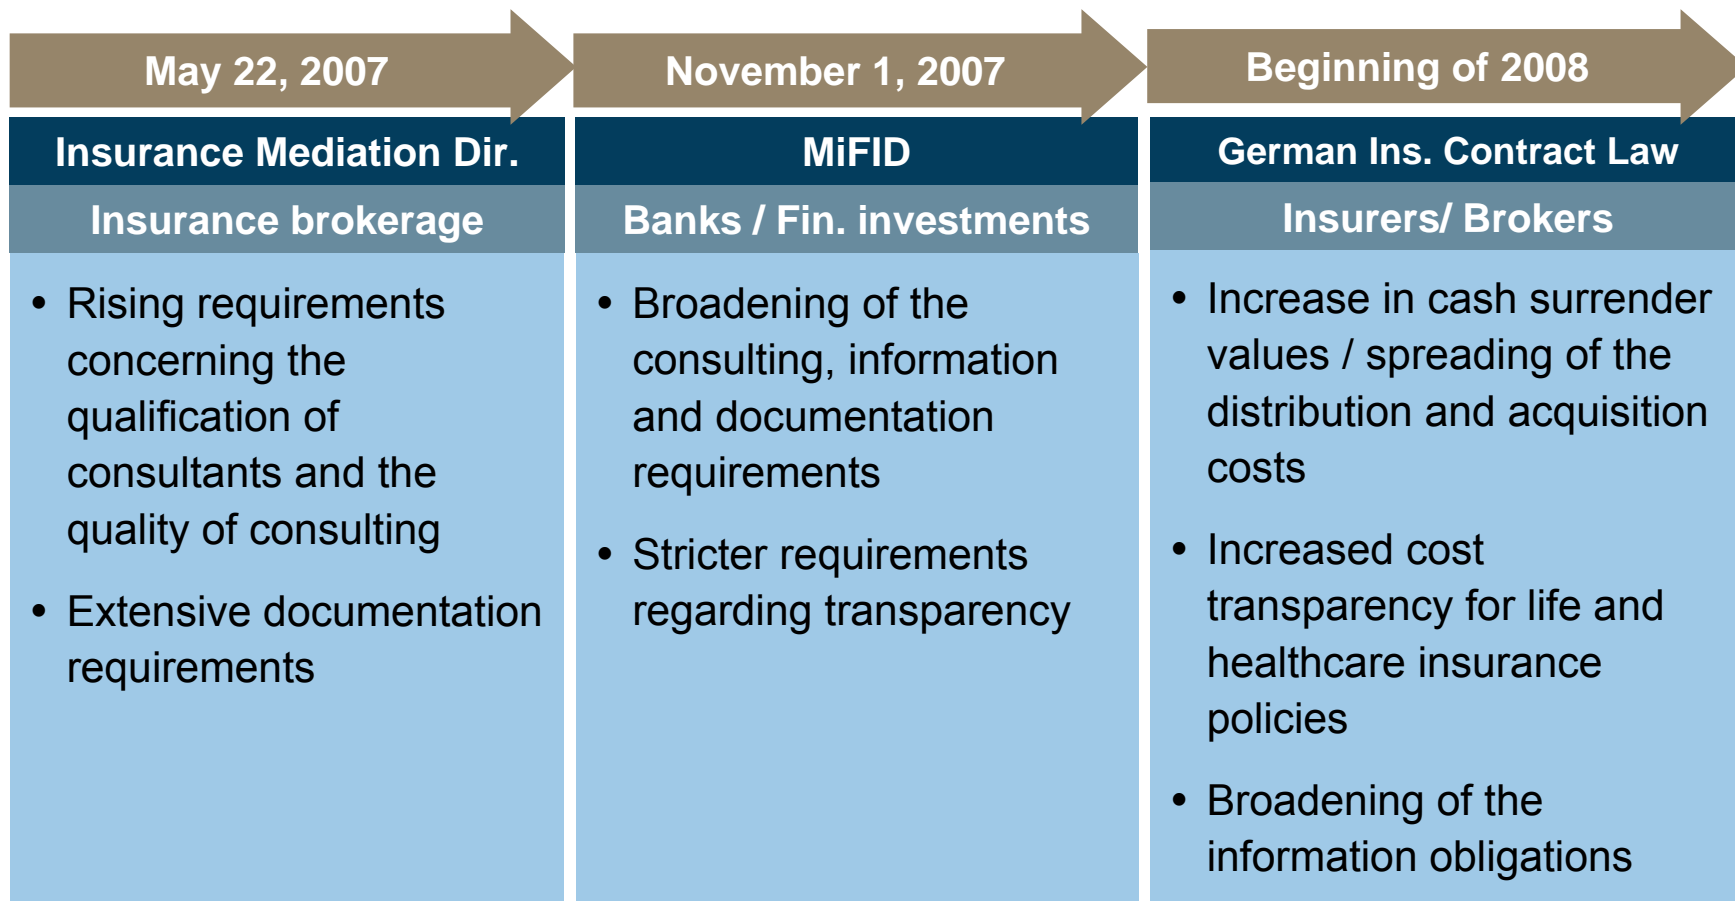 May 22, 2007
November 1, 2007
Beginning of 2008
Insurance Mediation Dir.
Insurance brokerage
• Rising requirements
concerning the
qualification of
consultants and the
quality of consulting
• Extensive documentation
requirements
MiFID
Banks / Fin. investments
• Broadening of the
consulting, information
and documentation
requirements
• Stricter requirements
regarding transparency
German Ins. Contract Law
Insurers/ Brokers
• Increase in cash surrender
values / spreading of the
distribution and acquisition
costs
• Increased cost
transparency for life and
healthcare insurance
policies
• Broadening of the
information obligations